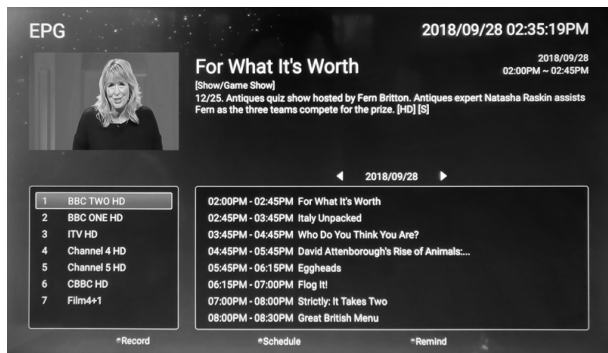 EPG
2018/09/28 02:35:19PM
For What It's Worth
2018/09/28
02:00PM ~ 02:45PM
[Show/Game Show]
12/25. Antiques quiz show hosted by Fern Britton. Antiques expert Natasha Raskin assists
Fern as the three teams compete for the prize. [HD] [S]
2018/09/28
1 BBC TWO HD
2 BBC ONE HD
3 ITV HD
4 Channel 4 HD
5 Channel 5 HD
6 CBBC HD
7 Film4+1
02:00PM - 02:45PM For What It's Worth
02:45PM - 03:45PM Italy Unpacked
03:45PM - 04:45PM Who Do You Think You Are?
04:45PM - 05:45PM David Attenborough's Rise of Animals:...
05:45PM - 06:15PM Eggheads
06:15PM - 07:00PM Flog It!
07:00PM - 08:00PM Strictly: It Takes Two
08:00PM - 08:30PM Great British Menu
Record
Schedule
Remind